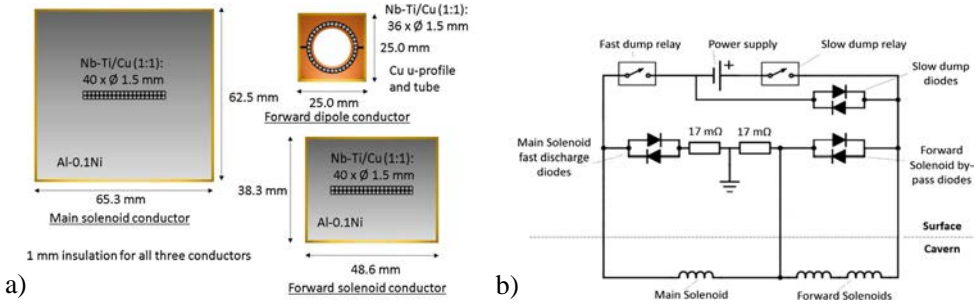 Nb-Ti/Cu (1:1):
40 x Ø 1.5 mm
Al-0.1Ni
62.5 mm
65.3 mm
Main solenoid conductor
1 mm insulation for all three conductors
a)
Nb-Ti/Cu (1:1):
36 x Ø 1.5 mm
25.0 mm
Cu u-profile
and tube
25.0 mm
Forward dipole conductor
Nb-Ti/Cu (1:1):
40 x Ø 1.5 mm
38.3 mm
Al-0.1Ni
48.6 mm
Forward solenoid conductor
Fast dump relay
Power supply
Slow dump relay
+
Slow dump
diodes
Main Solenoid
fast discharge
diodes
17 mΩ
17 mΩ
Forward
Solenoid by-
pass diodes
Surface
Cavern
b)
Main Solenoid
Forward Solenoids